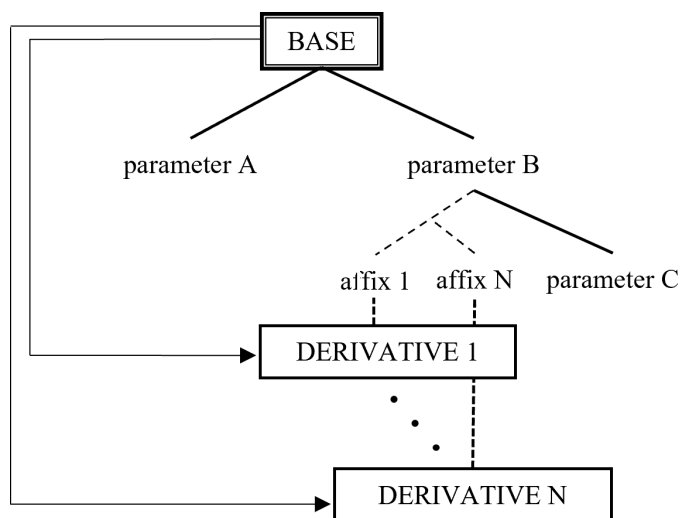 BASE
parameter A parameter B
affix 1 affix N parameter C
DERIVATIVE 1
DERIVATIVE N